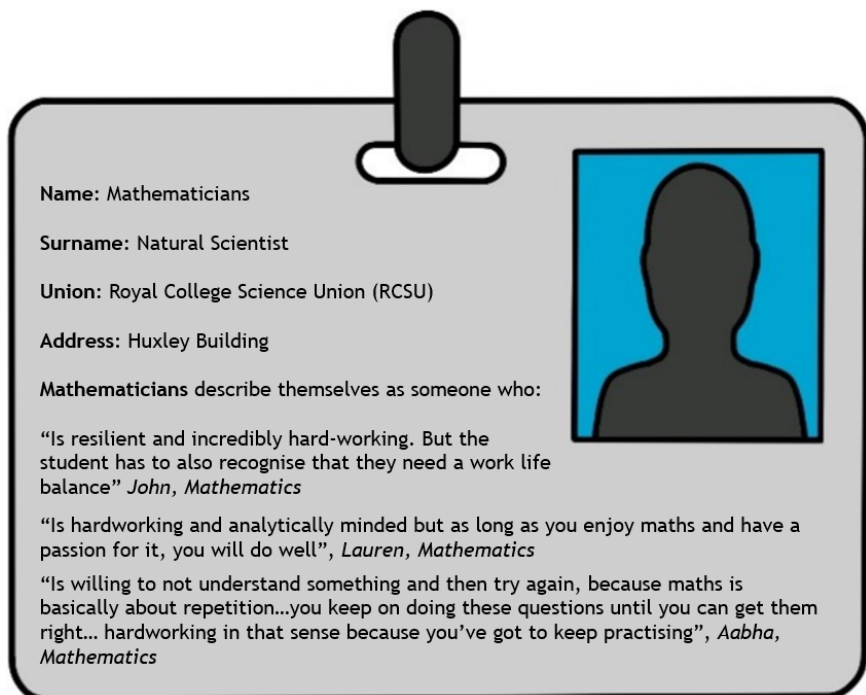 Name: Mathematicians
Surname: Natural Scientist
Union: Royal College Science Union (RCSU)
Address: Huxley Building
Mathematicians describe themselves as someone who:
“Is resilient and incredibly hard-working. But the
student has to also recognise that they need a work life
balance” John, Mathematics
“Is hardworking and analytically minded but as long as you enjoy maths and have a
passion for it, you will do well”, Lauren, Mathematics
“Is willing to not understand something and then try again, because maths is
basically about repetition…you keep on doing these questions until you can get them
right… hardworking in that sense because you’ve got to keep practising”, Aabha,
Mathematics